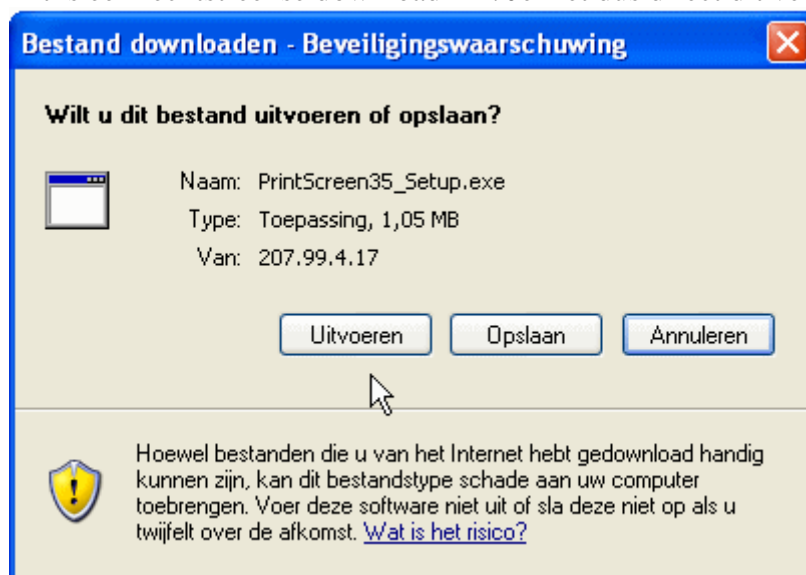 Bestand downloaden - Beveiligingswaarschuwing
Wilt u dit bestand uitvoeren of opslaan?
Naam: PrintScreen35_Setup.exe
Type: Toepassing, 1,05 MB
Van: 207.99.4.17
Uitvoeren Opslaan Annuleren
Hoewel bestanden die u van het Internet hebt gedownload handig
kunnen zijn, kan dit bestandstype schade aan uw computer
toebrengen. Voer deze software niet uit of sla deze niet op als u
twijfelt over de afkomst. Wat is het risico?